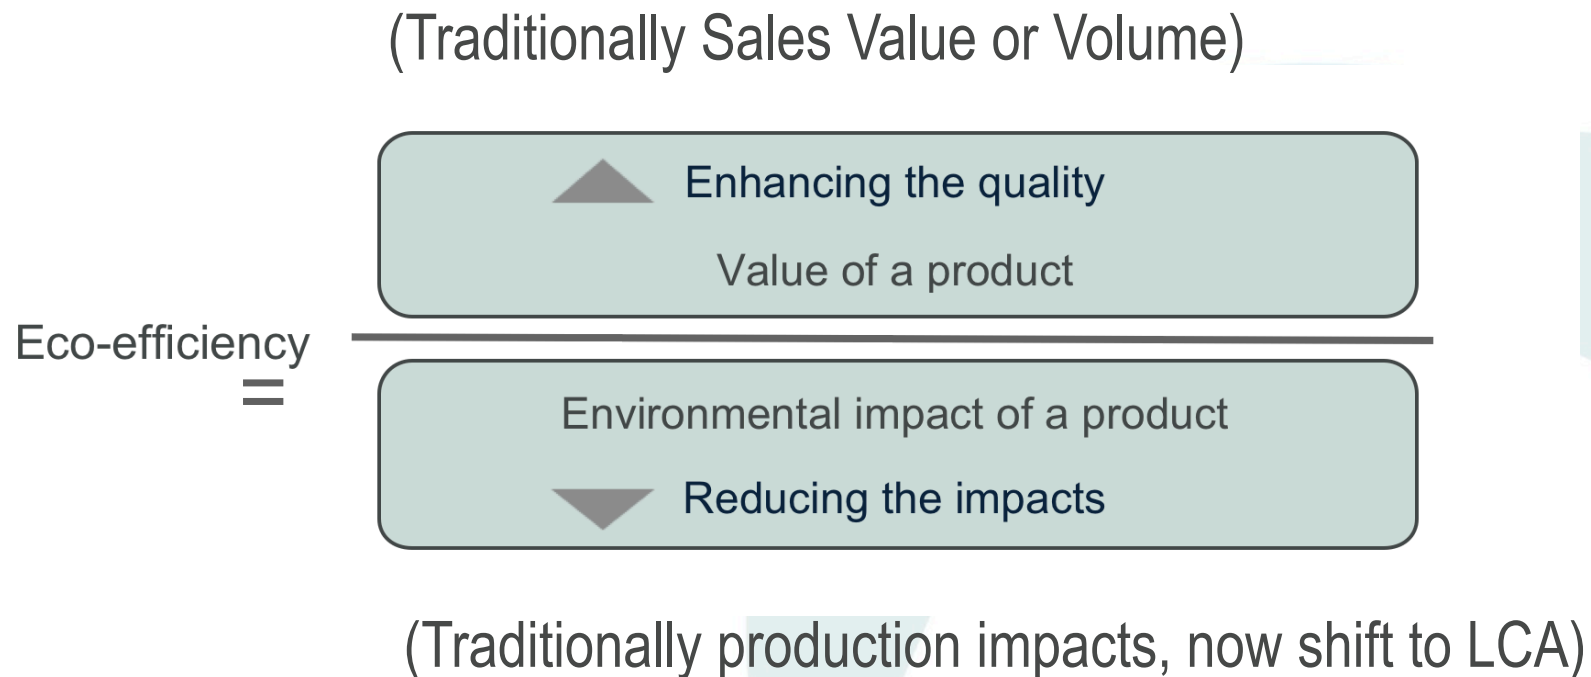 (Traditionally Sales Value or Volume)
Enhancing the quality
Value of a product
Eco-efficiency
=
Environmental impact of a product
Reducing the impacts
(Traditionally production impacts, now shift to LCA)